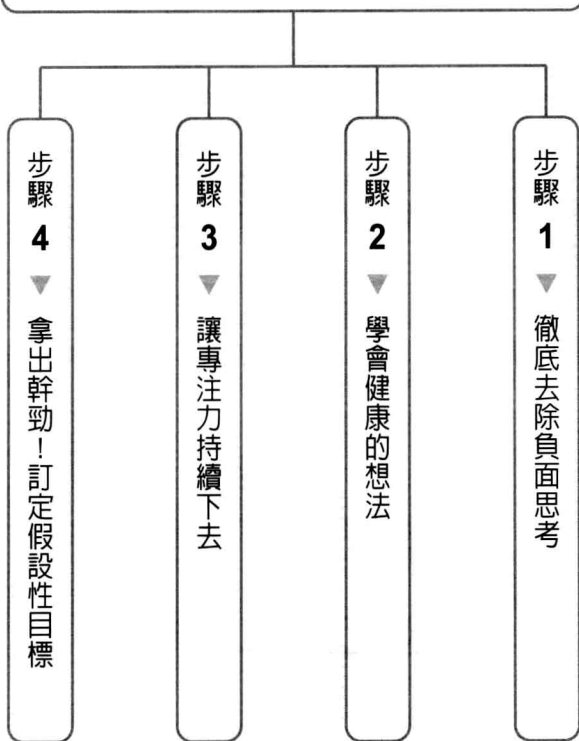 步驟 1 ▼ 徹底去除負面思考
步驟 2 ▼ 學會健康的想法
步驟 3 ▼ 讓專注力持續下去
步驟 4 ▼ 拿出幹勁！訂定假設性目標